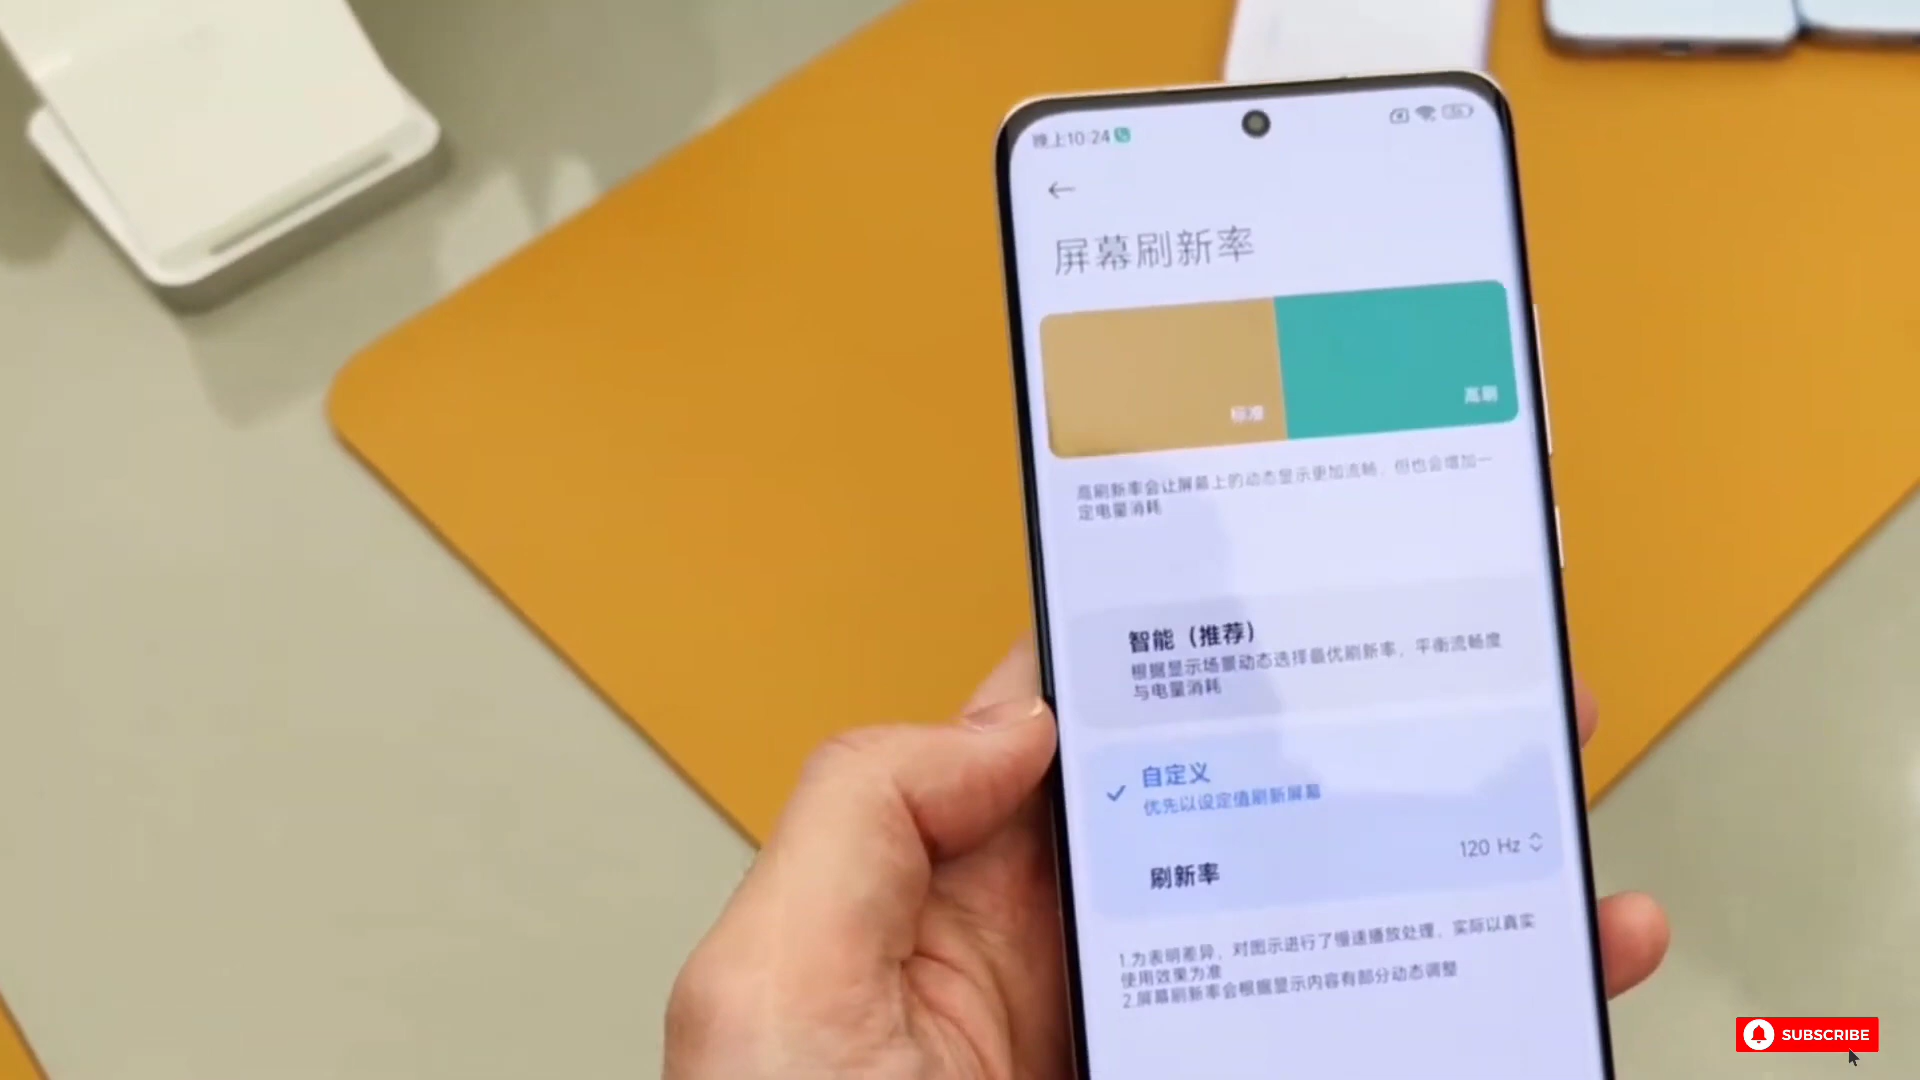 晚上10:24
屏幕刷新率
标准
高刷
高刷新率会让屏幕上的动态显示更加流畅，但也会增加一
定电量消耗
智能（推荐）
根据显示场景动态选择最优刷新率，平衡流畅度
与电量消耗
自定义
优先以设定值刷新屏幕
刷新率
120 Hz
1.为表明差异，对图示进行了慢速播放处理，实际以真实
使用效果为准
2.屏幕刷新率会根据显示内容有部分动态调整
SUBSCRIBE